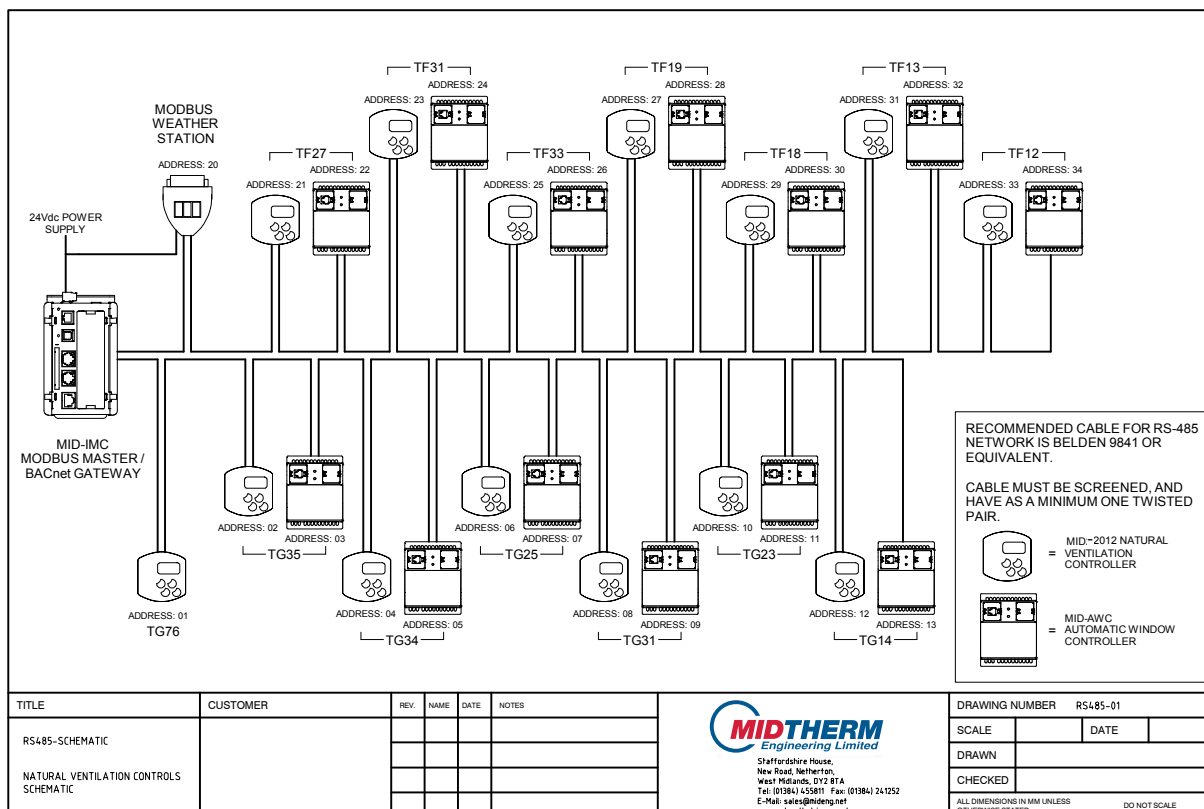 TF31
TF19
TF13
ADDRESS: 24
ADDRESS: 28
ADDRESS: 32
ADDRESS: 23
ADDRESS: 27
ADDRESS: 31
MODBUS
WEATHER
STATION
ADDRESS: 20
TF27
TF33
TF18
TF12
ADDRESS: 22
ADDRESS: 26
ADDRESS: 30
ADDRESS: 34
ADDRESS: 21
ADDRESS: 25
ADDRESS: 29
ADDRESS: 33
24Vdc POWER
SUPPLY
MID-IMC
MODBUS MASTER /
BACnet GATEWAY
ADDRESS: 02
ADDRESS: 03
TG35
ADDRESS: 06
ADDRESS: 07
TG25
ADDRESS: 10
ADDRESS: 11
TG23
ADDRESS: 01
TG76
ADDRESS: 04
ADDRESS: 05
TG34
ADDRESS: 08
ADDRESS: 09
TG31
ADDRESS: 12
ADDRESS: 13
TG14
RECOMMENDED CABLE FOR RS-485
NETWORK IS BELDEN 9841 OR
EQUIVALENT.
CABLE MUST BE SCREENED, AND
HAVE AS A MINIMUM ONE TWISTED
PAIR.
= MID:-2012 NATURAL
VENTILATION
CONTROLLER
= MID-AWC
AUTOMATIC WINDOW
CONTROLLER
TITLE
CUSTOMER
REV. NAME DATE NOTES
RS485-SCHEMATIC
NATURAL VENTILATION CONTROLS
SCHEMATIC
MIDTHERM
Engineering Limited
Staffordshire House,
New Road, Netherton,
West Midlands, DY2 8TA
Tel: (01384) 455811 Fax: (01384) 241252
E-Mail: sales@mideng.net
DRAWING NUMBER RS485-01
SCALE
DATE
DRAWN
CHECKED
ALL DIMENSIONS IN MM UNLESS
OTHERWISE STATED
DO NOT SCALE